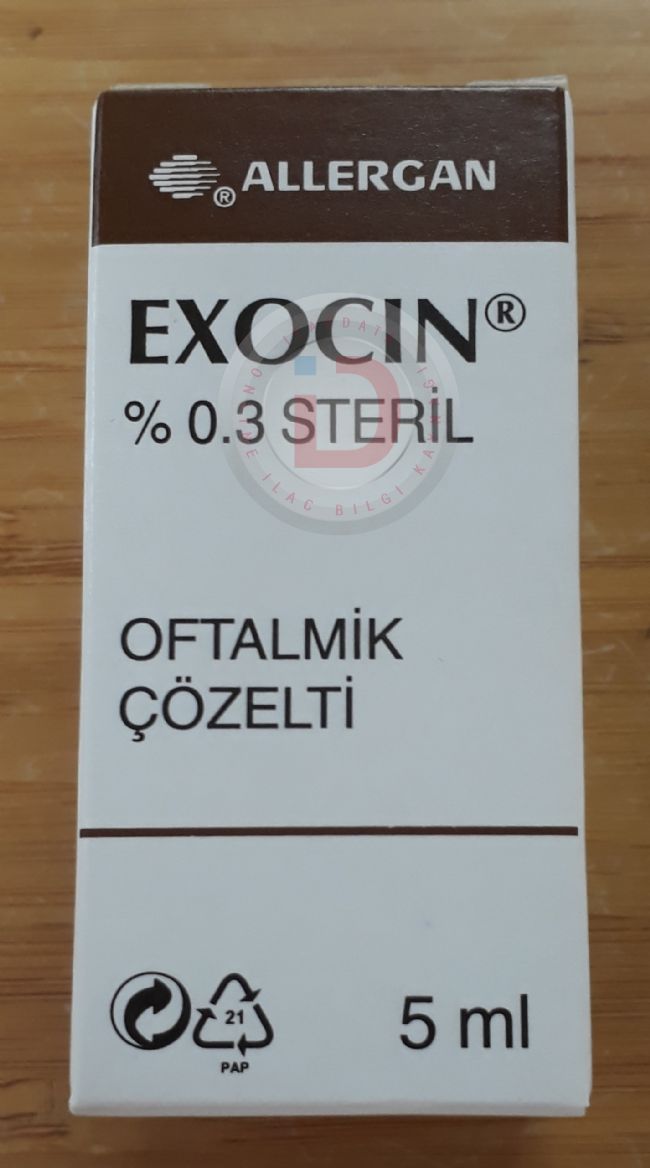 ® ALLERGAN
EXOCIN®
% 0.3 STERİL
OFTALMİK
ÇÖZELTİ
21
PAP
5 ml